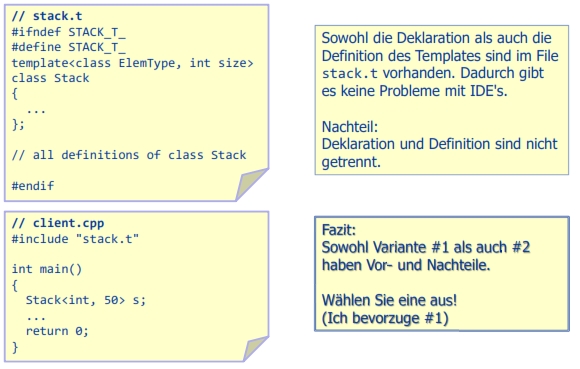 // stack.t
#ifndef STACK_T_
#define STACK_T_
template<class ElemType, int size>
class Stack
{
...
};
// all definitions of class Stack
#endif
Sowohl die Deklaration als auch die
Definition des Templates sind im File
stack.t vorhanden. Dadurch gibt
es keine Probleme mit IDE's.
Nachteil:
Deklaration und Definition sind nicht
getrennt.
// client.cpp
#include "stack.t"
int main()
{
Stack<int, 50> s;
...
return 0;
}
Fazit:
Sowohl Variante #1 als auch #2
haben Vor- und Nachteile.
Wählen Sie eine aus!
(Ich bevorzuge #1)